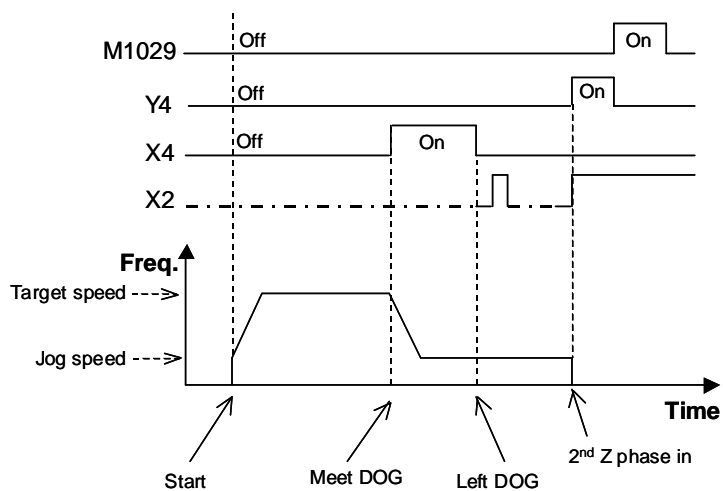 M1029
Off
On
Y4
Off
On
X4
Off
On
X2
Freq.
Target speed
Jog speed
Time
Start
Meet DOG
Left DOG
2nd Z phase in